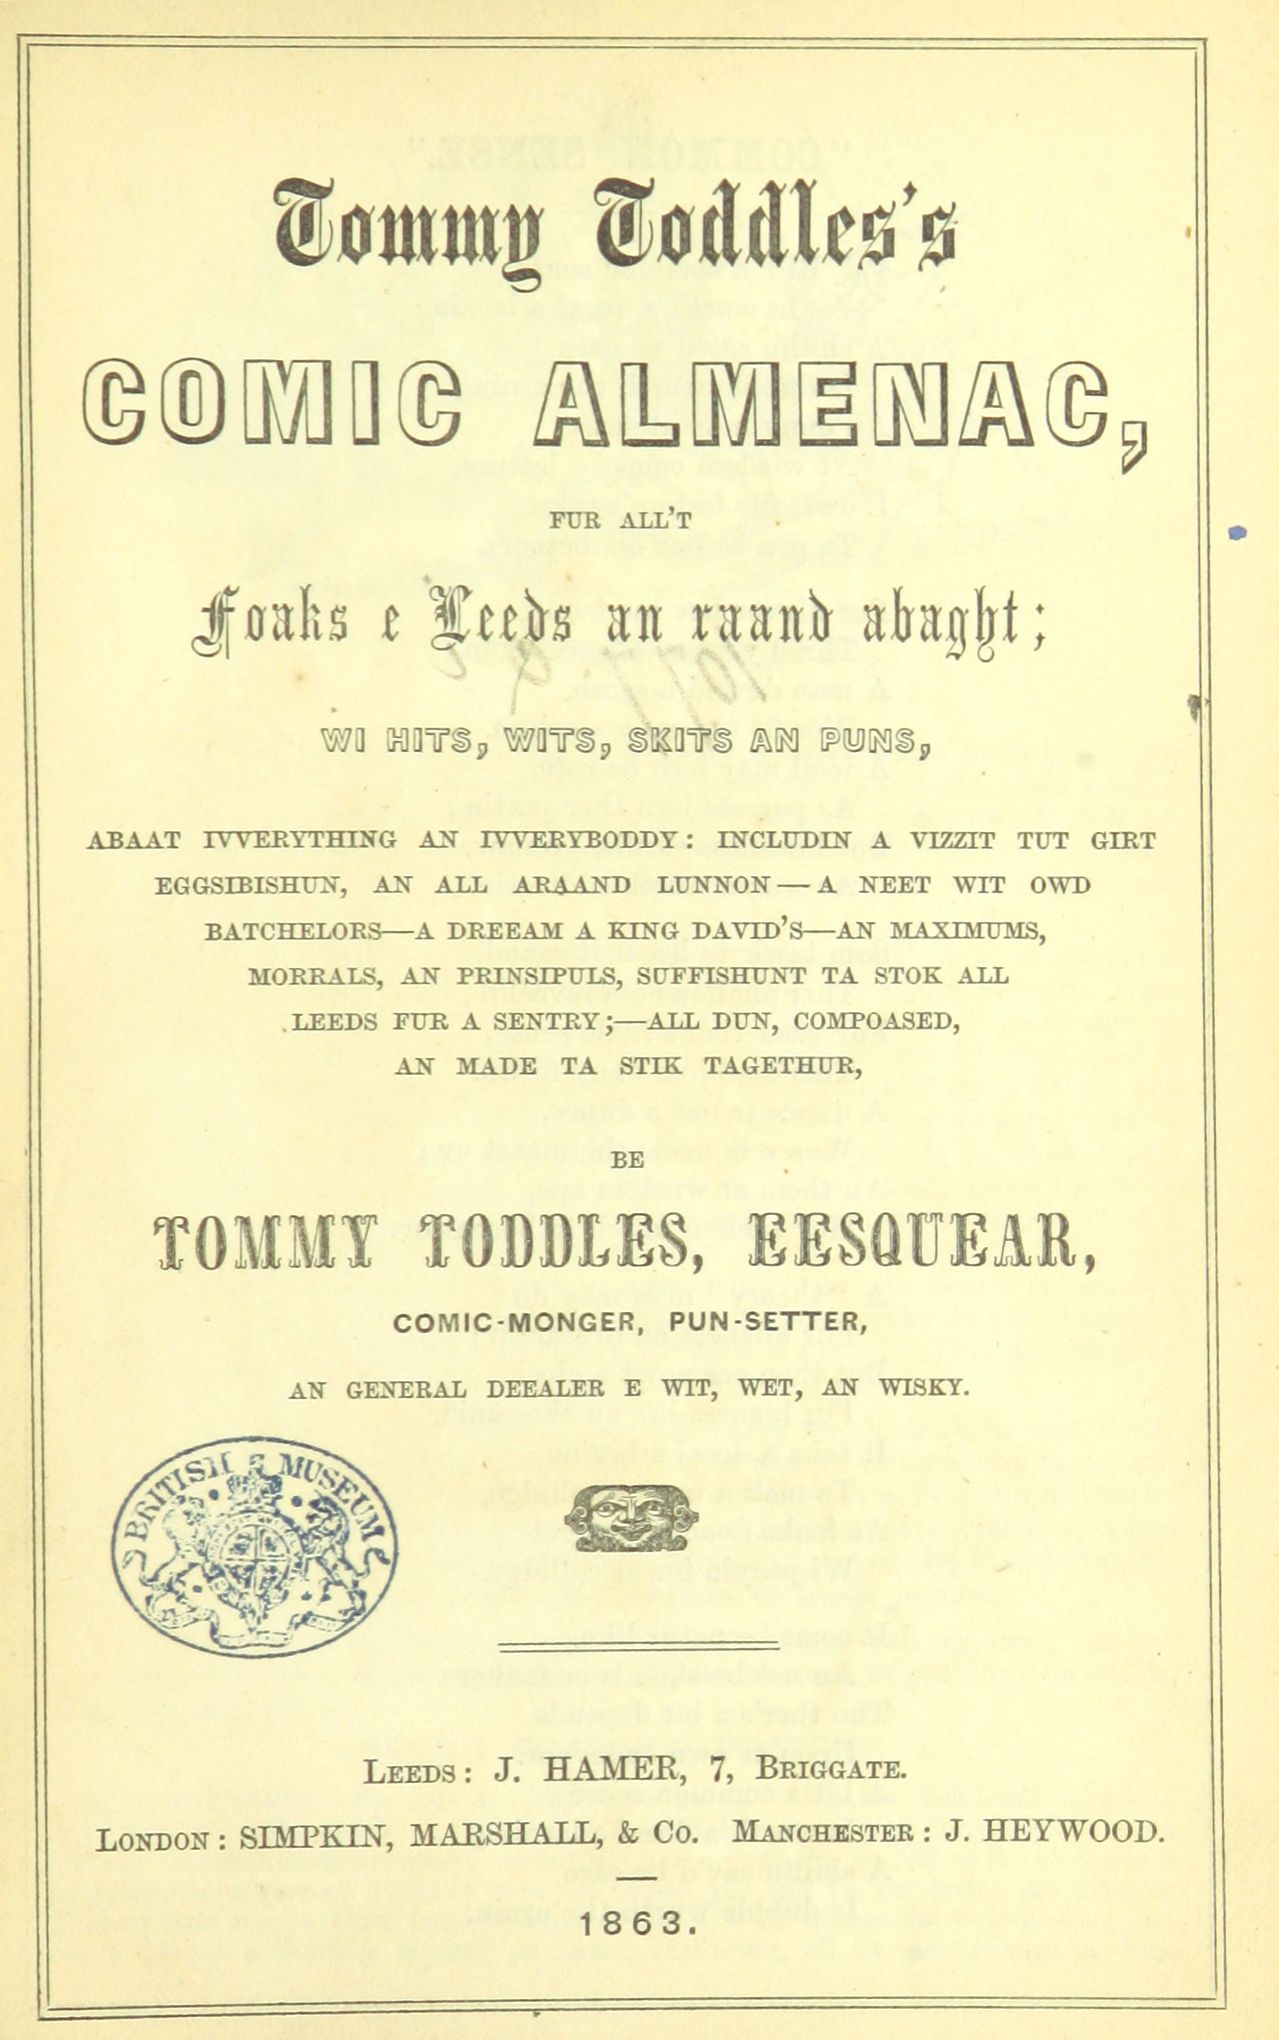 Tommy Toddles's
COMIC ALMENAC,
FUR ALL'T
Foaks e Leeds an raand abaght;
WI HITS, WITS, SKITS AN PUNS,
ABAAT IVVERYTHING AN IVVERYBODDY: INCLUDIN A VIZZIT TUT GIRT
EGGSIBISHUN, AN ALL ARAAND LUNNON—A NEET WIT OWD
BATCHELORS—A DREEAM A KING DAVID'S—AN MAXIMUMS,
MORRALS, AN PRINSIPULS, SUFFISHUNT TA STOK ALL
LEEDS FUR A SENTRY;—ALL DUN, COMPOASED,
AN MADE TA STIK TAGETHUR,
BE
TOMMY TODDLES, EESQUEAR,
COMIC-MONGER, PUN-SETTER,
AN GENERAL DEEALER E WIT, WET, AN WISKY.
BRITISH MUSEUM
LEEDS: J. HAMER, 7, BRIGGATE.
LONDON: SIMPKIN, MARSHALL, & CO. MANCHESTER: J. HEYWOOD.
1863.